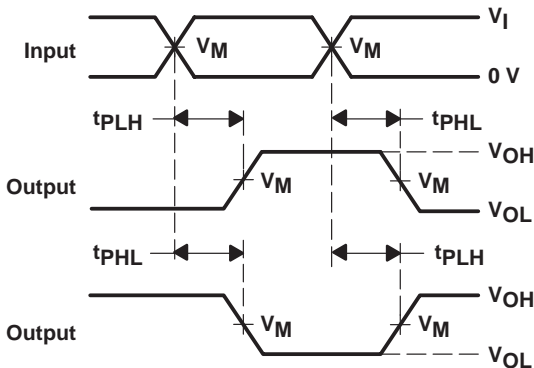 VI
Input VM VM
0 V
tPLH tPHL
VOH
Output VM VM
VOL
tPHL tPLH
VOH
Output VM VM
VOL